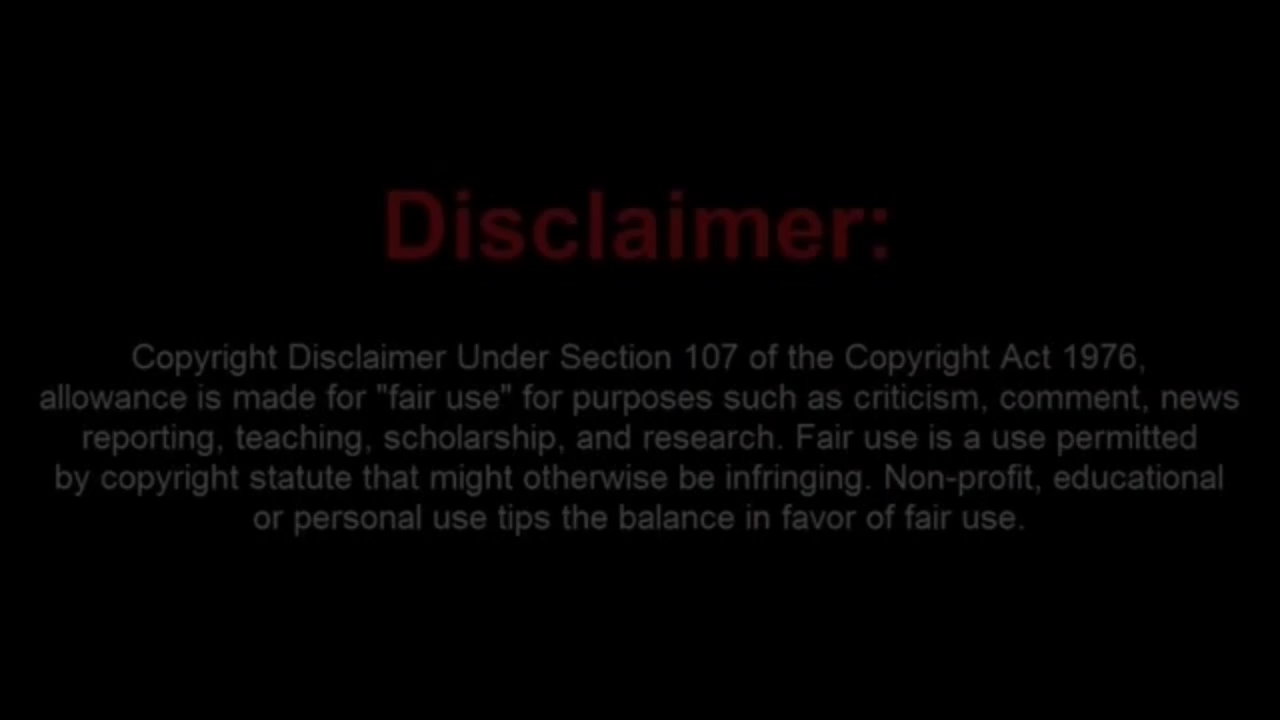 Disclaimer:
Copyright Disclaimer Under Section 107 of the Copyright Act 1976,
allowance is made for "fair use" for purposes such as criticism, comment, news
reporting, teaching, scholarship, and research. Fair use is a use permitted
by copyright statute that might otherwise be infringing. Non-profit, educational
or personal use tips the balance in favor of fair use.